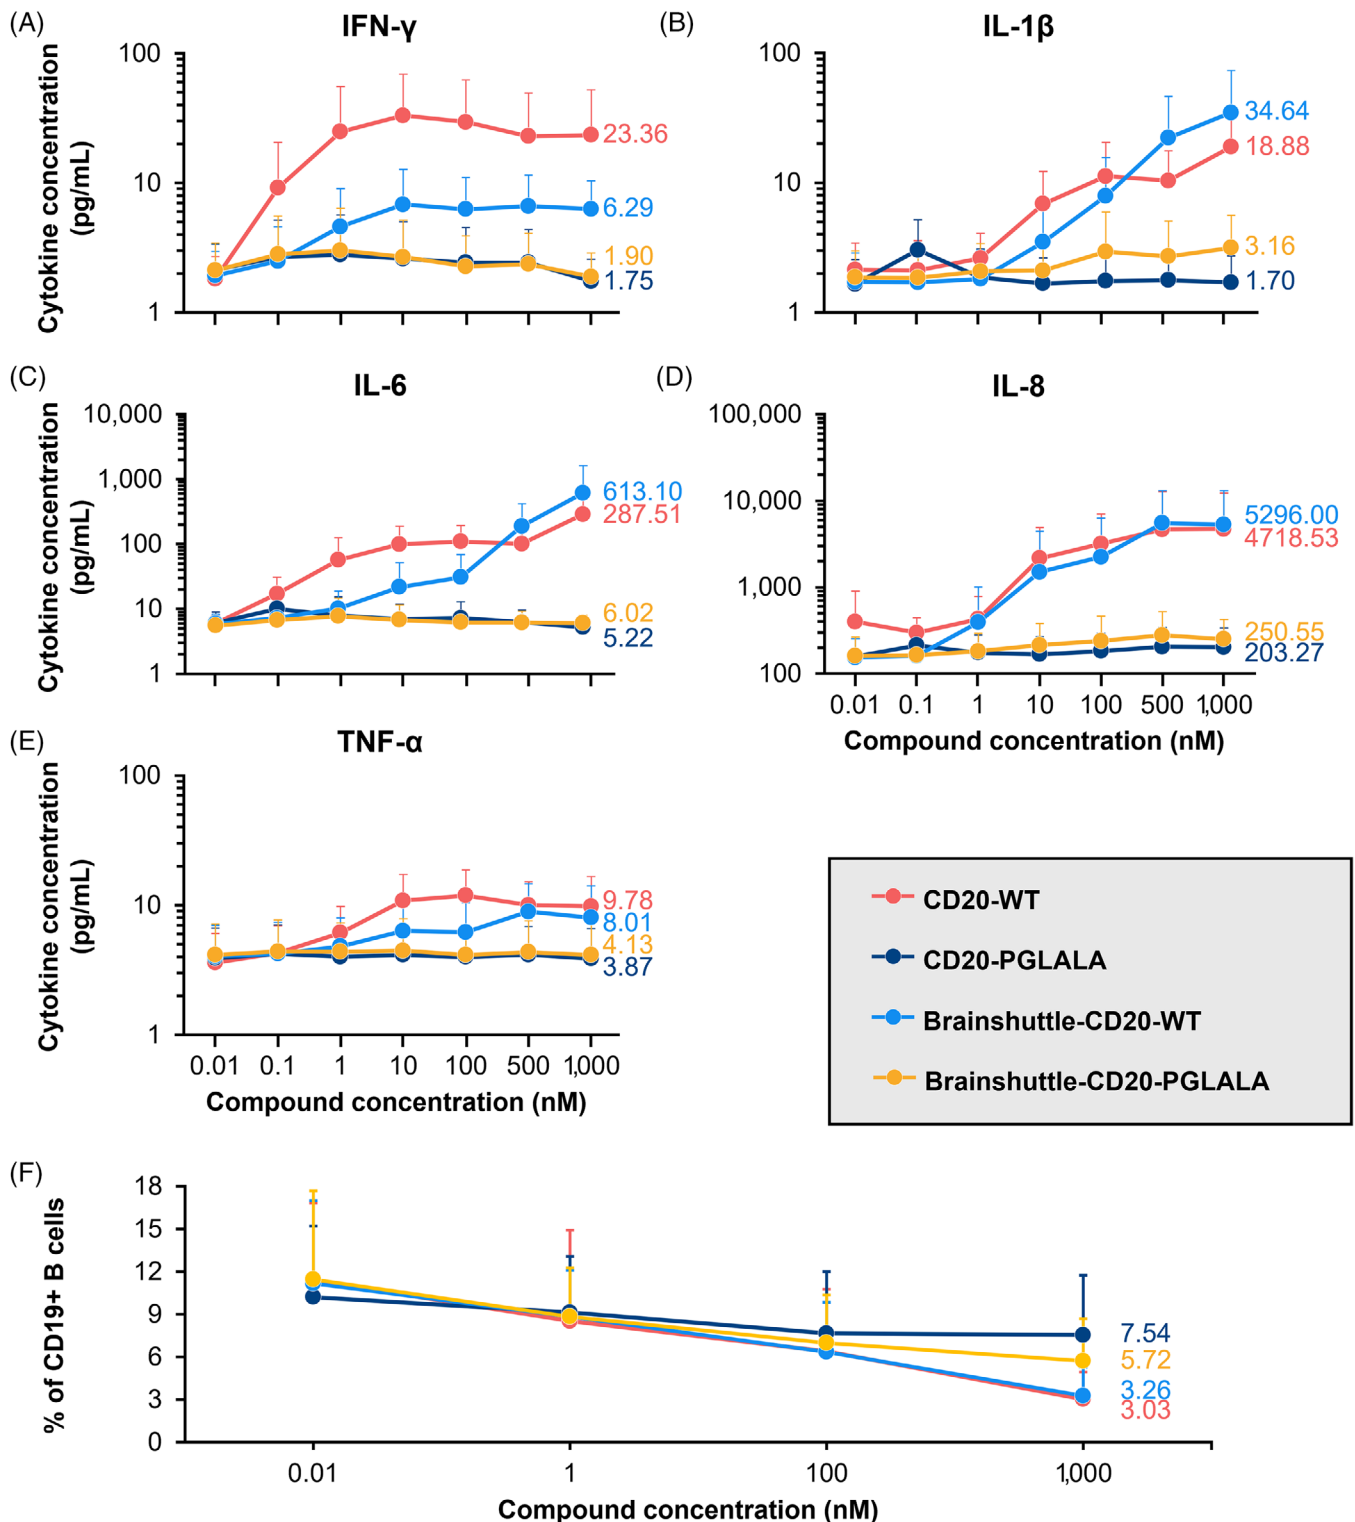 (A)
IFN-γ
Cytokine concentration
(pg/mL)
100
10
1
23.36
6.29
1.90
1.75
(B)
IL-1β
100
10
1
34.64
18.88
3.16
1.70
(C)
IL-6
Cytokine concentration
(pg/mL)
10,000
1,000
100
10
1
613.10
287.51
6.02
5.22
(D)
IL-8
100,000
10,000
1,000
100
5296.00
4718.53
250.55
203.27
0.01 0.1 1 10 100 500 1,000
Compound concentration (nM)
(E)
TNF-α
Cytokine concentration
(pg/mL)
100
10
1
9.78
8.01
4.13
3.87
0.01 0.1 1 10 100 500 1,000
Compound concentration (nM)
CD20-WT
CD20-PGLALA
Brainshuttle-CD20-WT
Brainshuttle-CD20-PGLALA
(F)
% of CD19+ B cells
18
15
12
9
6
3
0
7.54
5.72
3.26
3.03
0.01 1 100 1,000
Compound concentration (nM)